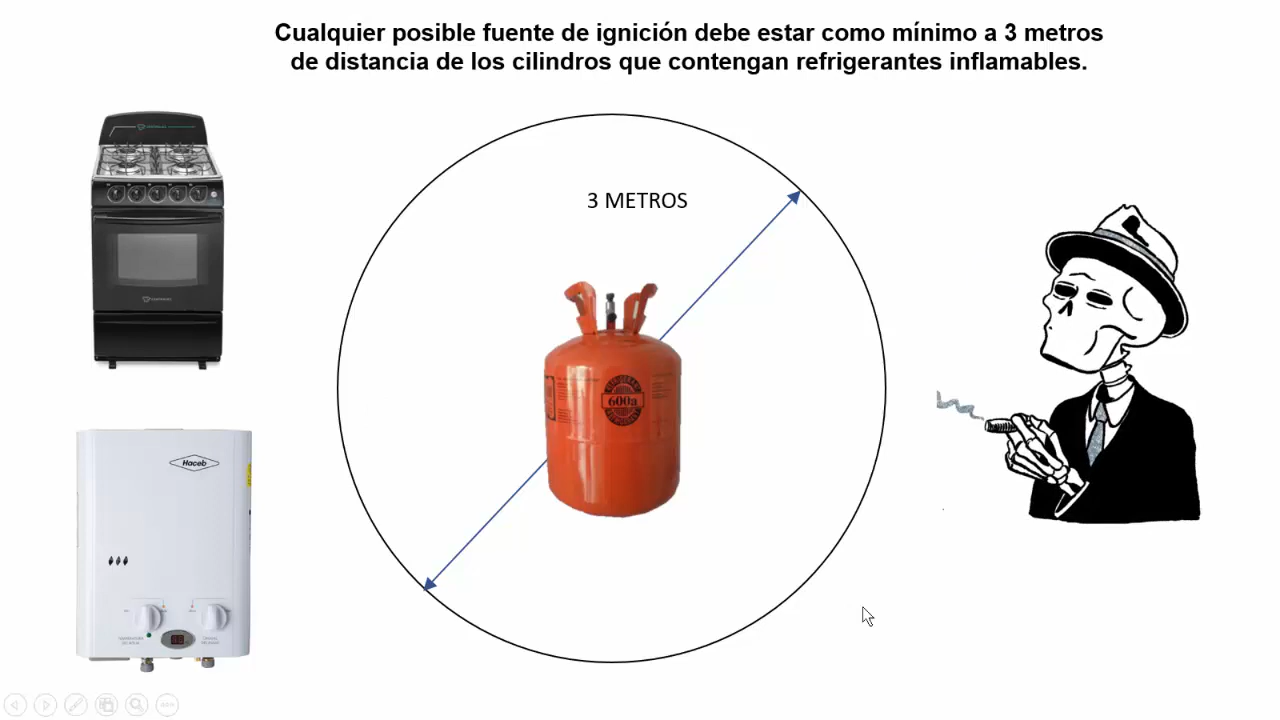 Cualquier posible fuente de ignición debe estar como mínimo a 3 metros
de distancia de los cilindros que contengan refrigerantes inflamables.
3 METROS
600a
Haceb